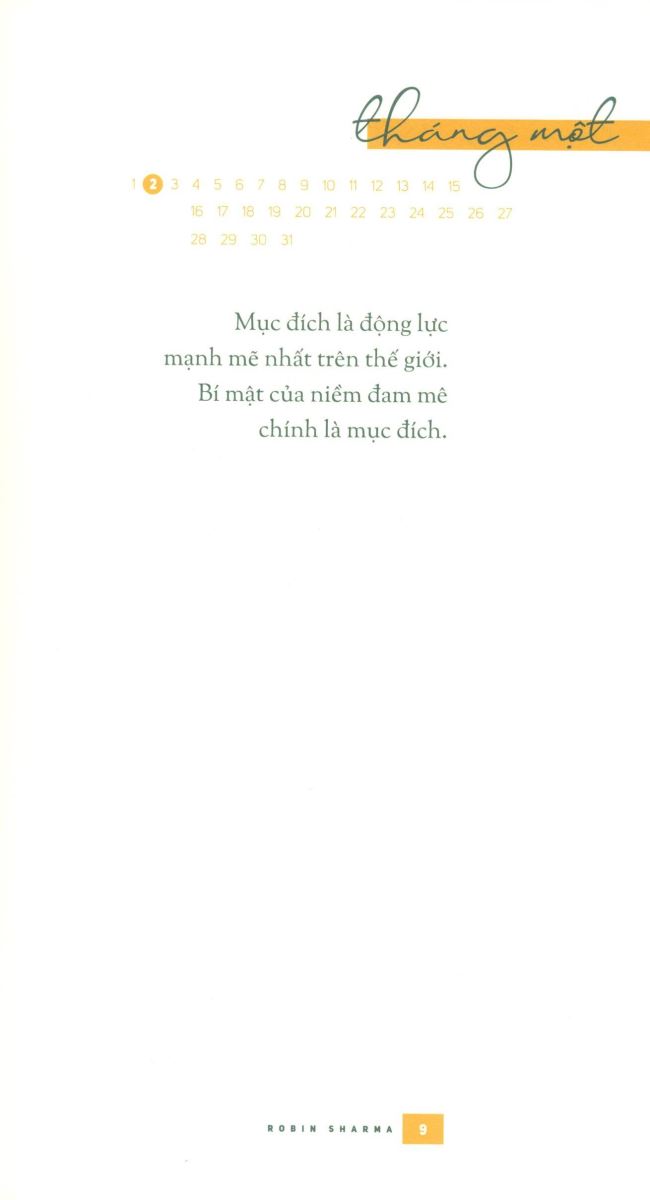 tháng một
1 2 3 4 5 6 7 8 9 10 11 12 13 14 15
16 17 18 19 20 21 22 23 24 25 26 27
28 29 30 31
Mục đích là động lực
mạnh mẽ nhất trên thế giới.
Bí mật của niềm đam mê
chính là mục đích.
ROBIN SHARMA 9